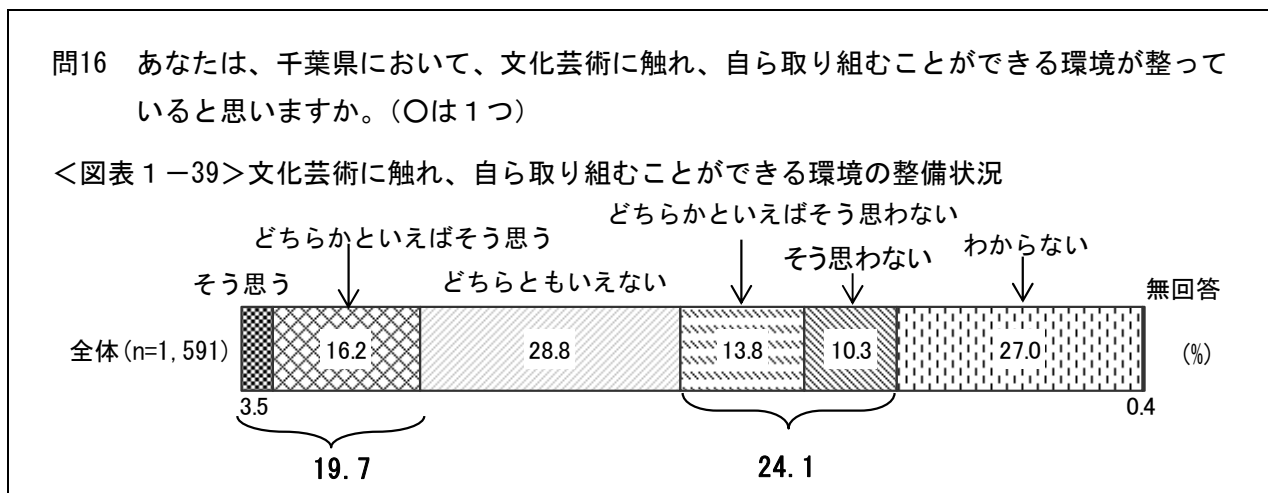 問16 あなたは、千葉県において、文化芸術に触れ、自ら取り組むことができる環境が整って
いると思いますか。（○は１つ）
＜図表１－39＞文化芸術に触れ、自ら取り組むことができる環境の整備状況
どちらかといえばそう思わない
どちらかといえばそう思う
そう思わない
わからない
そう思う
どちらともいえない
無回答
全体(n=1,591)
16.2
28.8
13.8
10.3
27.0
(%)
3.5
0.4
19.7
24.1